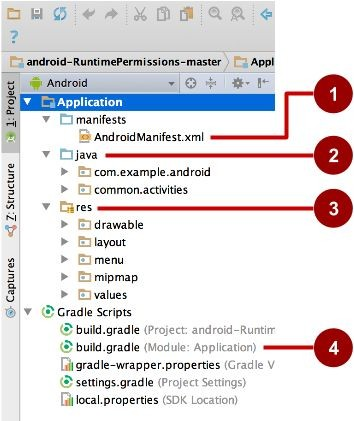 ?
android-RuntimePermissions-master
Appl
1: Project
Z: Structure
Captures
Android
Application
manifests
AndroidManifest.xml
java
com.example.android
common.activities
res
drawable
layout
menu
mipmap
values
Gradle Scripts
build.gradle (Project: android-Runtim
build.gradle (Module: Application)
gradle-wrapper.properties (Gradle V
settings.gradle (Project Settings)
local.properties (SDK Location)
1
2
3
4